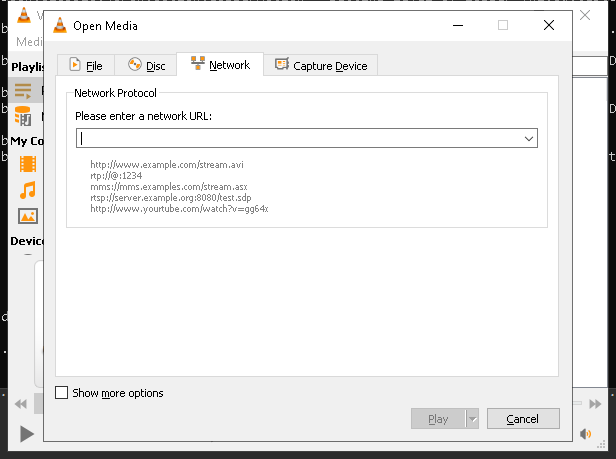 Open Media
Medi
File
Disc
Network
Capture Device
Playlis
Network Protocol
Please enter a network URL:
http://www.example.com/stream.avi
rtp://@:1234
mms://mms.examples.com/stream.asx
rtsp://server.example.org:8080/test.sdp
http://www.yourtube.com/watch?v=gg64x
My Co
Device
Show more options
Play
Cancel